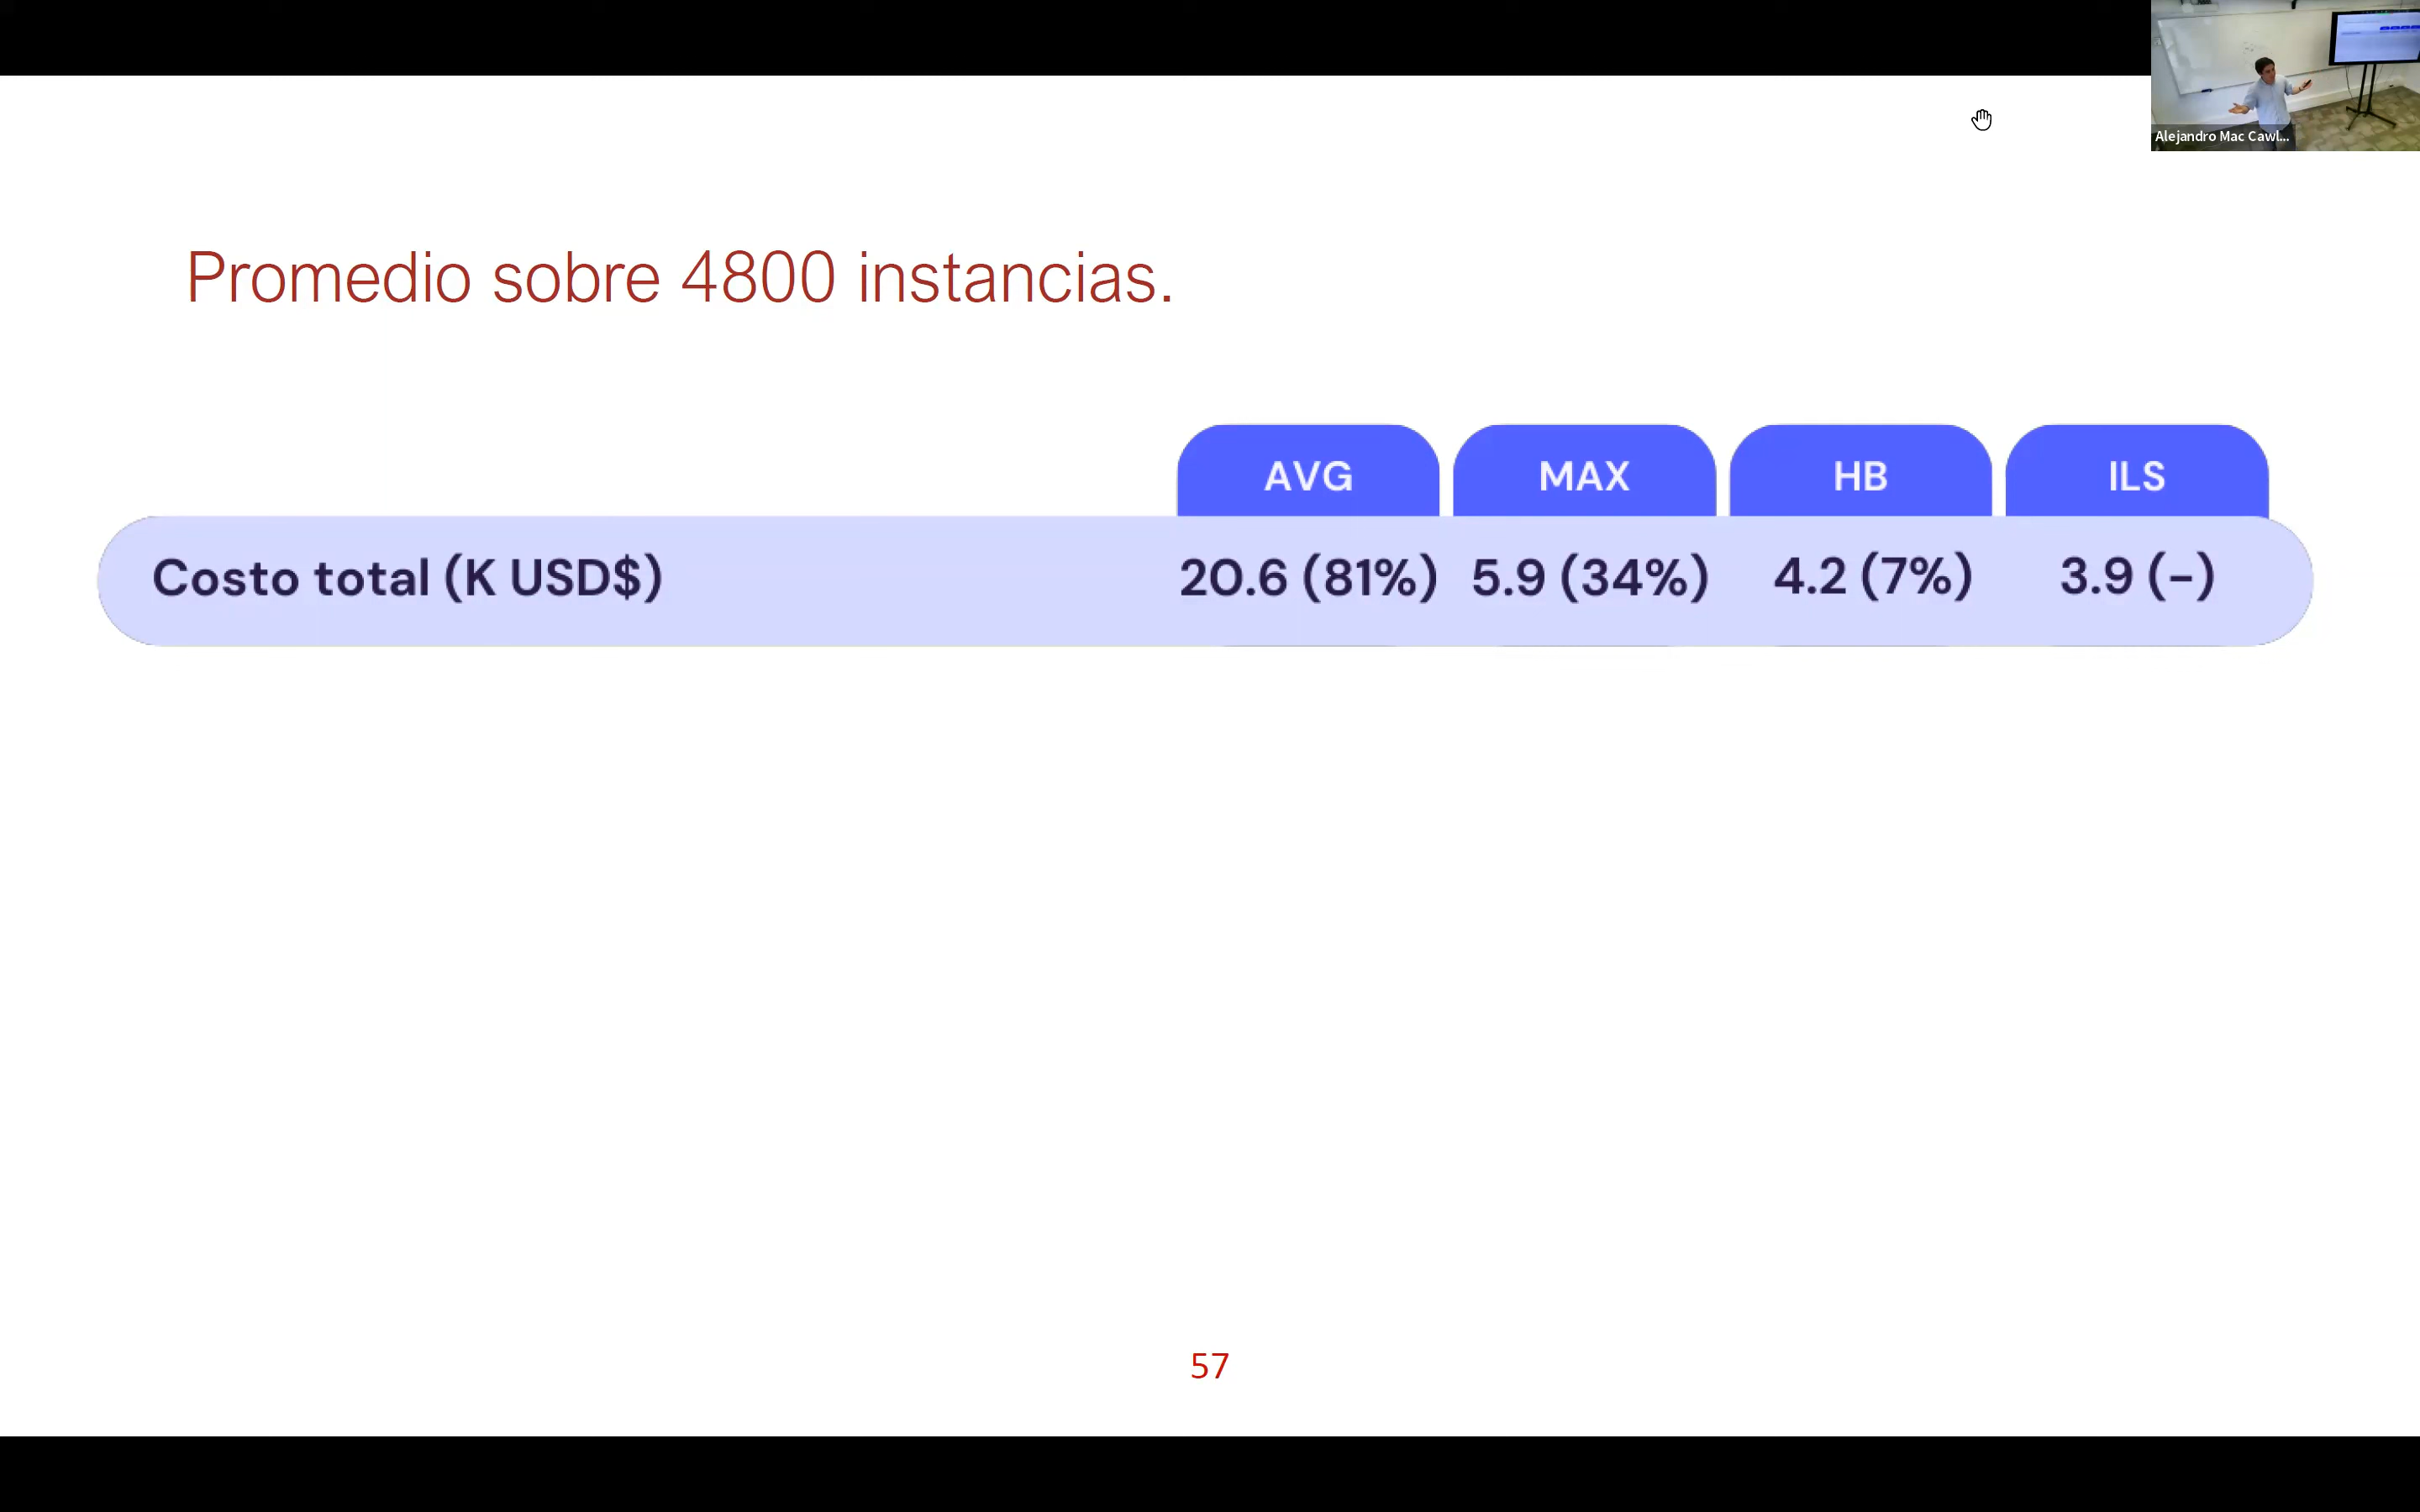 Alejandro Mac Cawl...
Promedio sobre 4800 instancias.
AVG MAX HB ILS
Costo total (K USD$) 20.6 (81%) 5.9 (34%) 4.2 (7%) 3.9 (-)
57